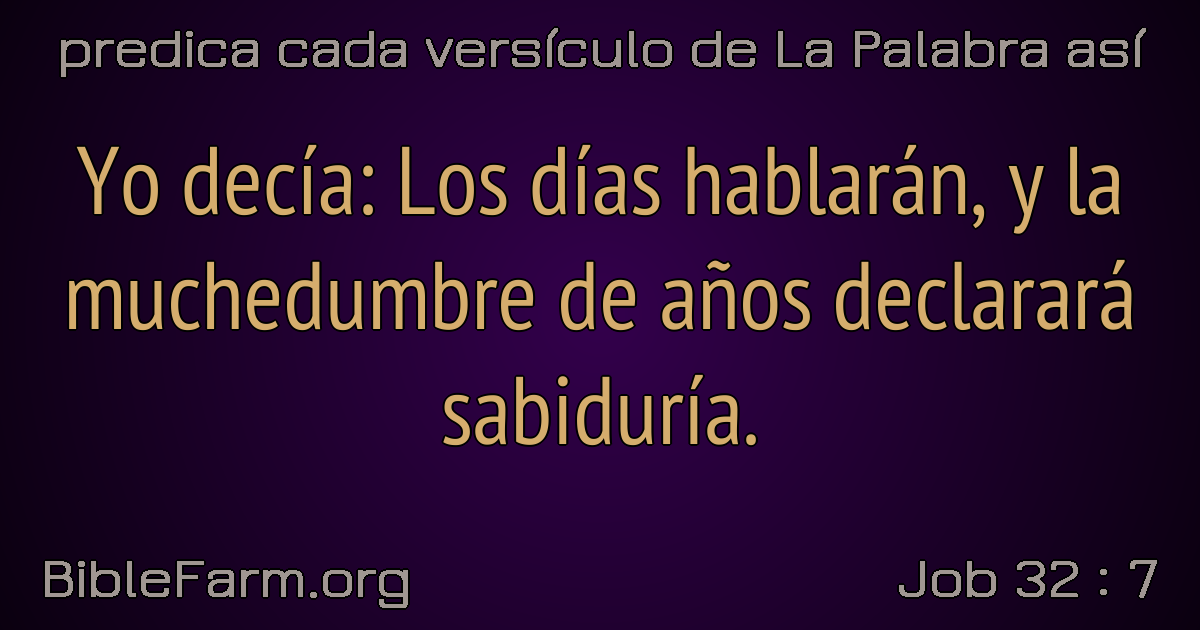 predica cada versículo de La Palabra así
Yo decía: Los días hablarán, y la
muchedumbre de años declarará
sabiduría.
BibleFarm.org
Job 32 : 7